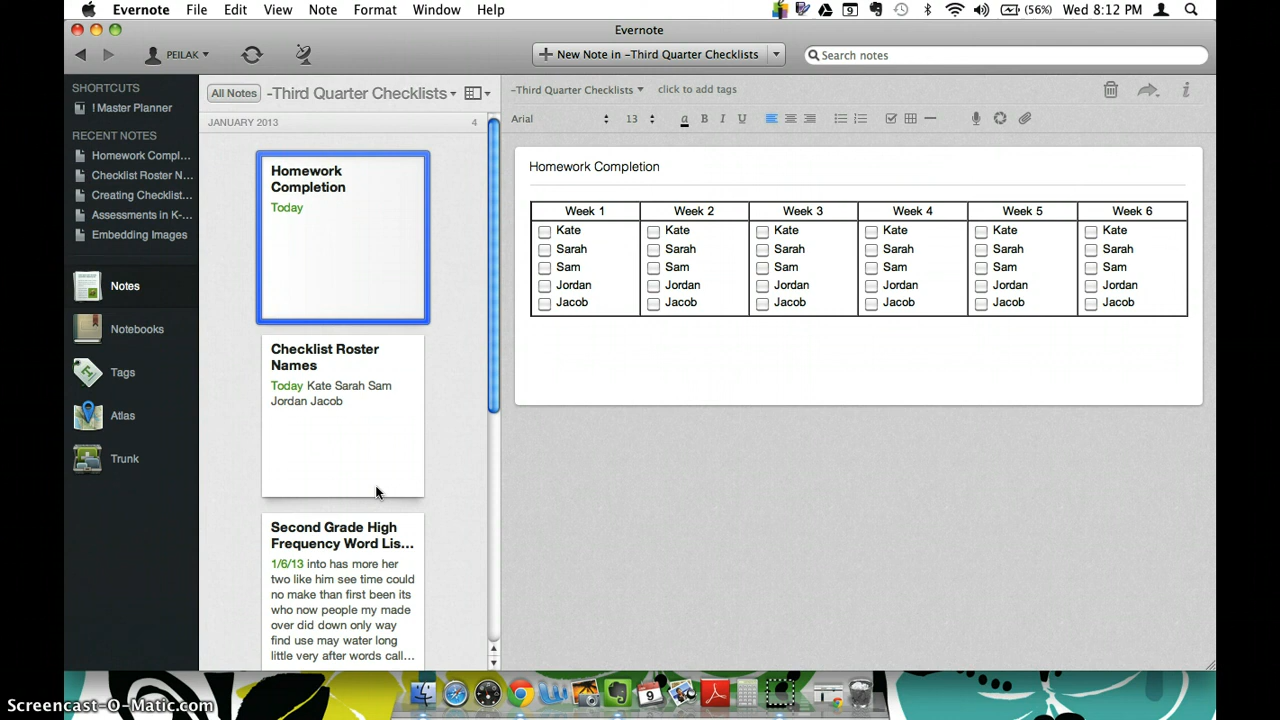 Evernote File Edit View Note Format Window Help
9
(56%) Wed 8:12 PM
Evernote
PEILAK
New Note in -Third Quarter Checklists
Search notes
SHORTCUTS
! Master Planner
RECENT NOTES
Homework Compl...
Checklist Roster N...
Creating Checklist...
Assessments in K-...
Embedding Images
Notes
Notebooks
Tags
Atlas
Trunk
All Notes -Third Quarter Checklists
JANUARY 2013 4
Homework
Completion
Today
Checklist Roster
Names
Today Kate Sarah Sam
Jordan Jacob
Second Grade High
Frequency Word Lis...
1/6/13 into has more her
two like him see time could
no make than first been its
who now people my made
over did down only way
find use may water long
little very after words call...
-Third Quarter Checklists click to add tags
Arial 13 a B I U
Homework Completion
Week 1 Week 2 Week 3 Week 4 Week 5 Week 6
Kate Kate Kate Kate Kate Kate
Sarah Sarah Sarah Sarah Sarah Sarah
Sam Sam Sam Sam Sam Sam
Jordan Jordan Jordan Jordan Jordan Jordan
Jacob Jacob Jacob Jacob Jacob Jacob
9
Screencast-O-Matic.com